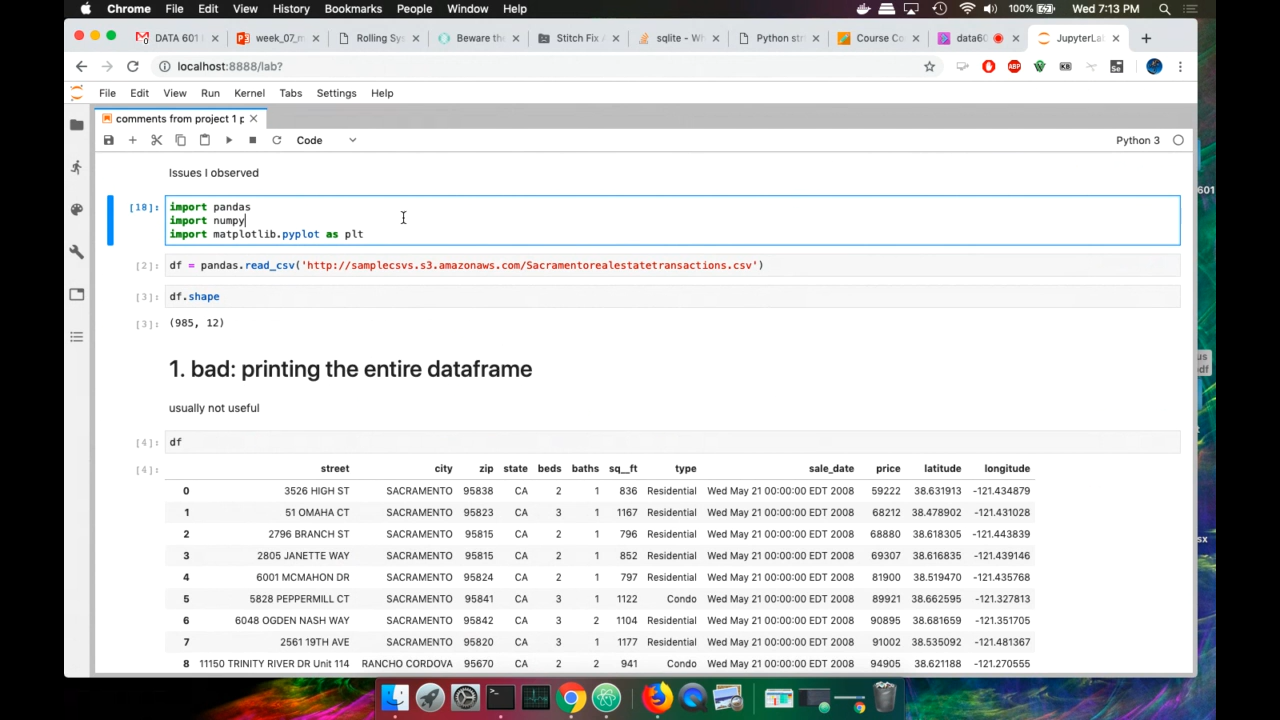 Chrome File Edit View History Bookmarks People Window Help 100% Wed 7:13 PM
DATA 601 week_07_m Rolling Sys Beware the Stitch Fix sqlite - Wh Python str Course Co data60 JupyterLa
localhost:8888/lab?
File Edit View Run Kernel Tabs Settings Help
comments from project 1 p
Code Python 3
Issues I observed
[18]: import pandas
import numpy
import matplotlib.pyplot as plt
[2]: df = pandas.read_csv('http://samplecsvs.s3.amazonaws.com/Sacramentorealestatetransactions.csv')
[3]: df.shape
[3]: (985, 12)
1. bad: printing the entire dataframe
usually not useful
[4]: df
[4]: street city zip state beds baths sq__ft type sale_date price latitude longitude
0 3526 HIGH ST SACRAMENTO 95838 CA 2 1 836 Residential Wed May 21 00:00:00 EDT 2008 59222 38.631913 -121.434879
1 51 OMAHA CT SACRAMENTO 95823 CA 3 1 1167 Residential Wed May 21 00:00:00 EDT 2008 68212 38.478902 -121.431028
2 2796 BRANCH ST SACRAMENTO 95815 CA 2 1 796 Residential Wed May 21 00:00:00 EDT 2008 68880 38.618305 -121.443839
3 2805 JANETTE WAY SACRAMENTO 95815 CA 2 1 852 Residential Wed May 21 00:00:00 EDT 2008 69307 38.616835 -121.439146
4 6001 MCMAHON DR SACRAMENTO 95824 CA 2 1 797 Residential Wed May 21 00:00:00 EDT 2008 81900 38.519470 -121.435768
5 5828 PEPPERMILL CT SACRAMENTO 95841 CA 3 1 1122 Condo Wed May 21 00:00:00 EDT 2008 89921 38.662595 -121.327813
6 6048 OGDEN NASH WAY SACRAMENTO 95842 CA 3 2 1104 Residential Wed May 21 00:00:00 EDT 2008 90895 38.681659 -121.351705
7 2561 19TH AVE SACRAMENTO 95820 CA 3 1 1177 Residential Wed May 21 00:00:00 EDT 2008 91002 38.535092 -121.481367
8 11150 TRINITY RIVER DR Unit 114 RANCHO CORDOVA 95670 CA 2 2 941 Condo Wed May 21 00:00:00 EDT 2008 94905 38.621188 -121.270555